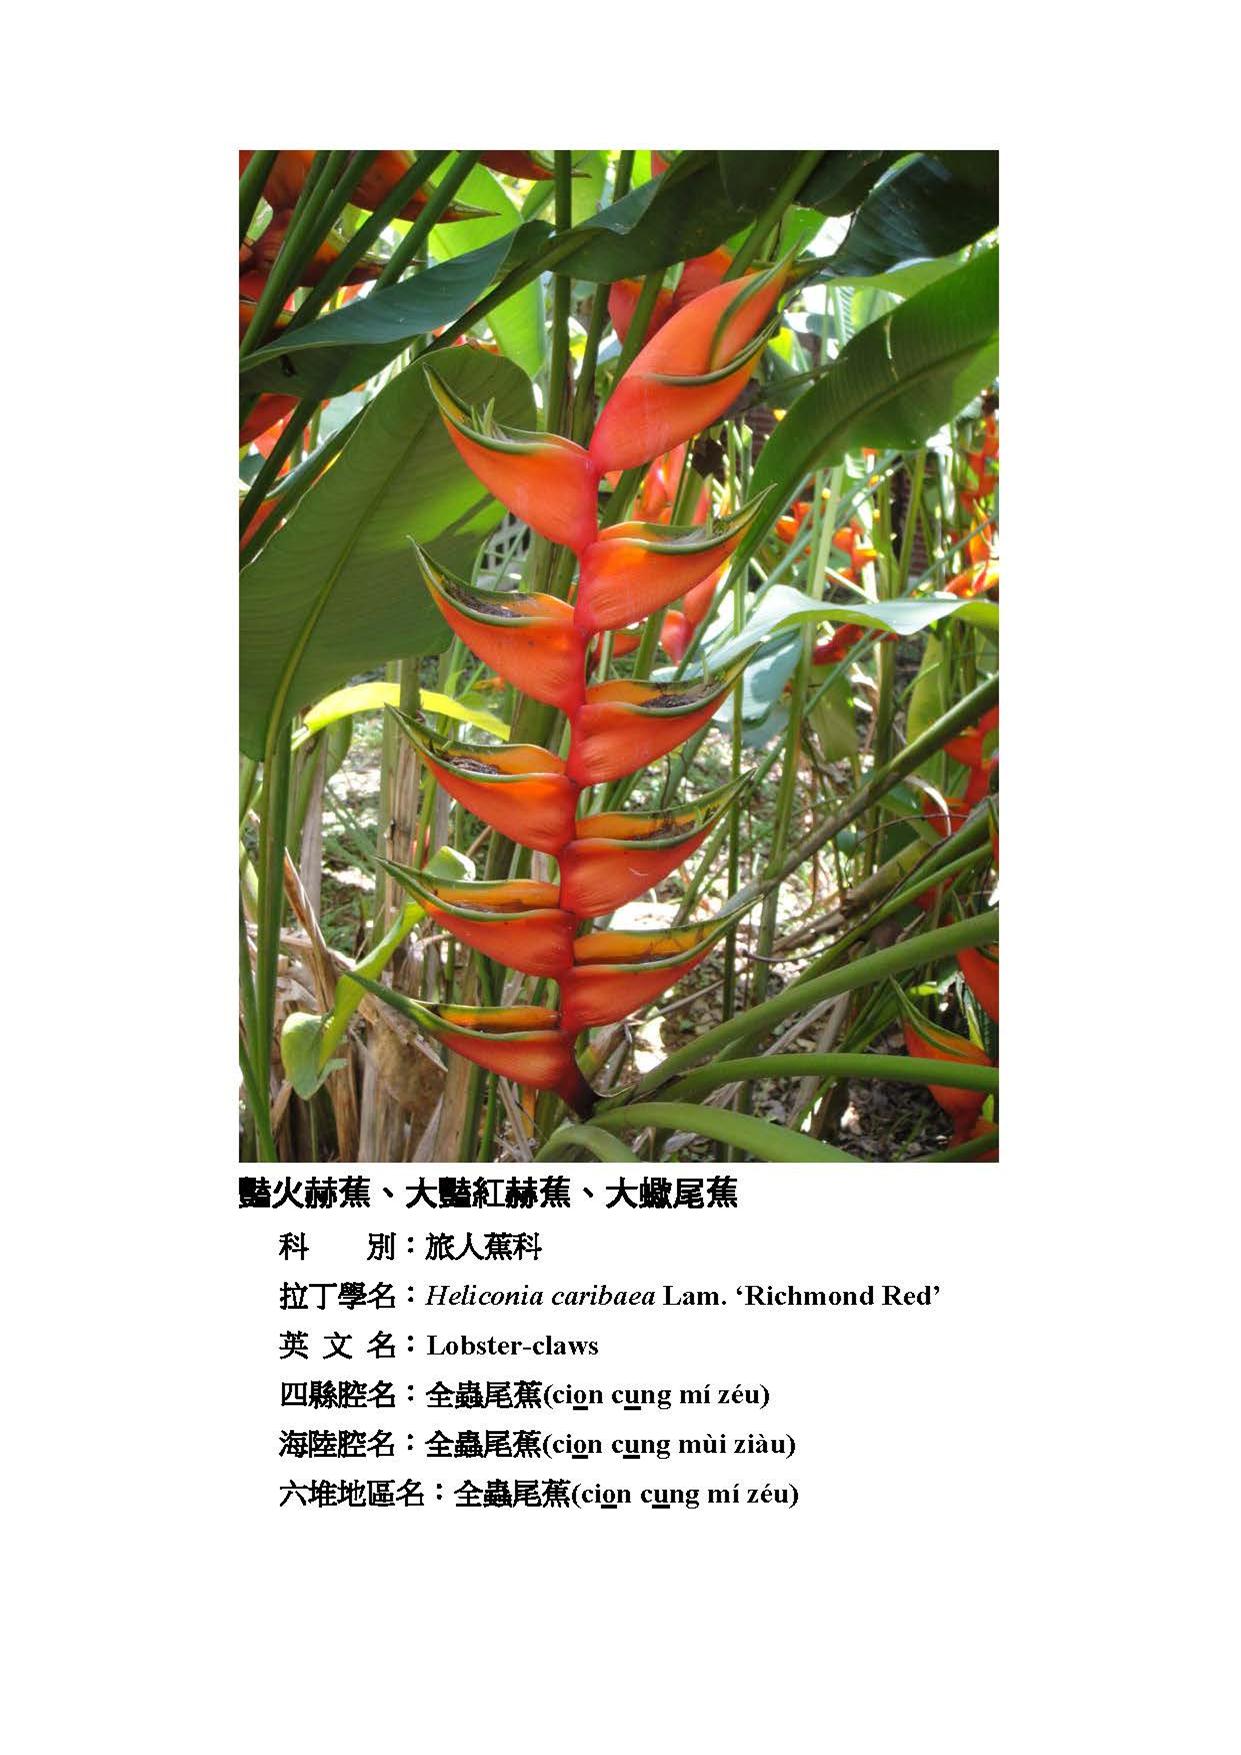 豔火赫蕉、大豔紅赫蕉、大蠍尾蕉
科　　別：旅人蕉科
拉丁學名：Heliconia caribaea Lam. ‘Richmond Red’
英 文 名：Lobster-claws
四縣腔名：全蟲尾蕉(cion cung mí zéu)
海陸腔名：全蟲尾蕉(cion cung mùi ziàu)
六堆地區名：全蟲尾蕉(cion cung mí zéu)